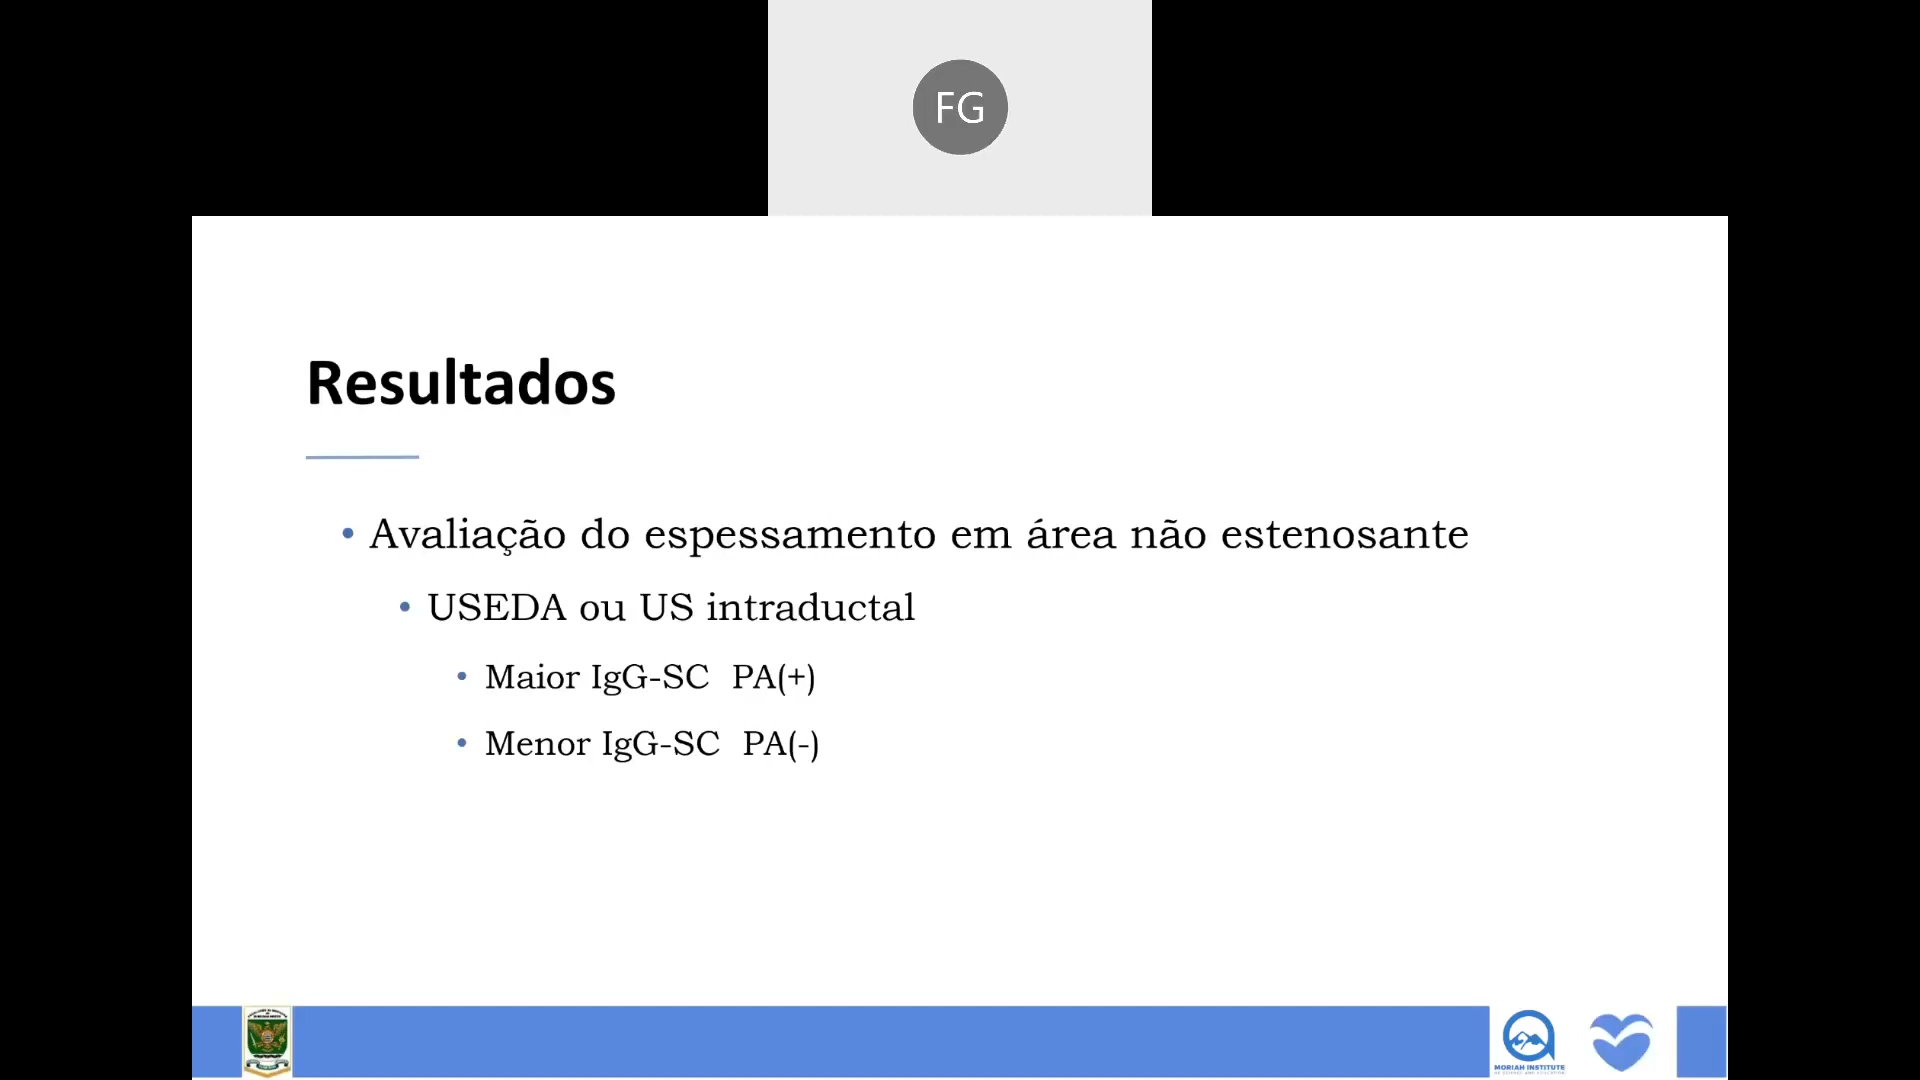 FG
Resultados
• Avaliação do espessamento em área não estenosante
• USEDA ou US intraductal
• Maior IgG-SC PA(+)
• Menor IgG-SC PA(-)
MORIAH INSTITUTE